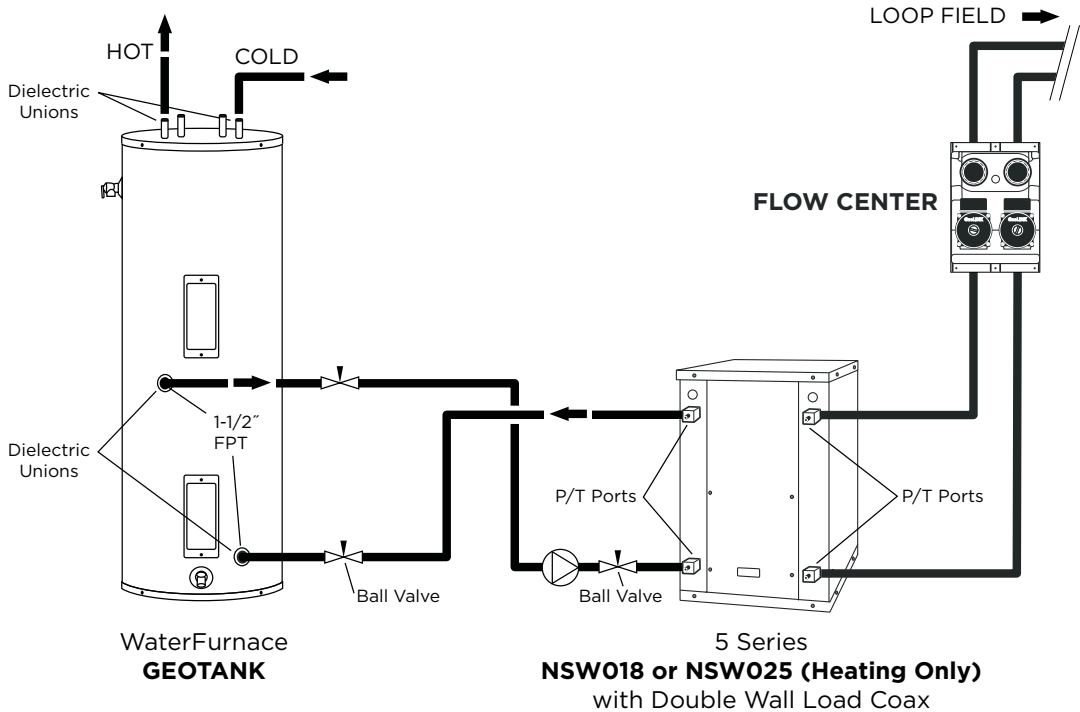 LOOP FIELD
HOT
COLD
Dielectric
Unions
FLOW CENTER
1-1/2″
FPT
Dielectric
Unions
P/T Ports
P/T Ports
Ball Valve
Ball Valve
WaterFurnace
GEOTANK
5 Series
NSW018 or NSW025 (Heating Only)
with Double Wall Load Coax